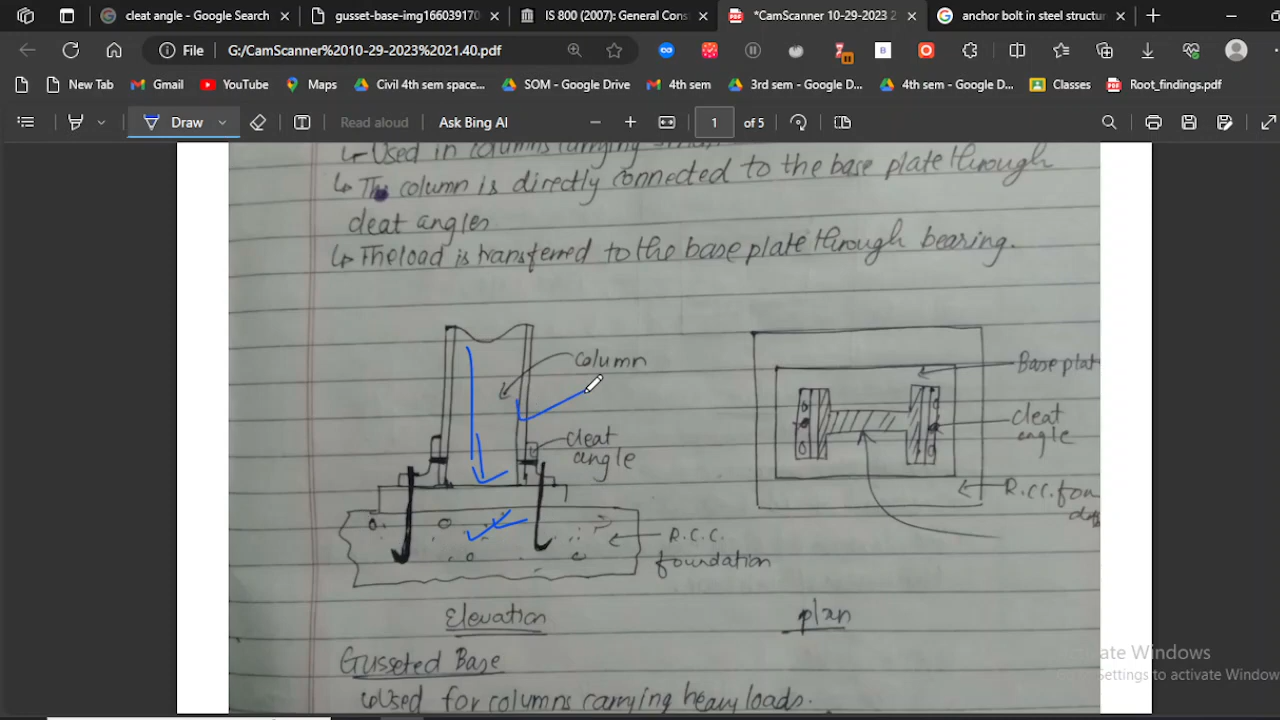 cleat angle - Google Search
gusset-base-img166039170
IS 800 (2007): General Const
*CamScanner 10-29-2023 2
anchor bolt in steel structur
File
G:/CamScanner%2010-29-2023%2021.40.pdf
New Tab
Gmail
YouTube
Maps
Civil 4th sem space...
SOM - Google Drive
4th sem
3rd sem - Google D...
4th sem - Google D...
Classes
Root_findings.pdf
Draw
Read aloud
Ask Bing AI
1 of 5
↳ Used in columns carrying small
↳ The column is directly connected to the base plate through
cleat angles
↳ The load is transferred to the base plate through bearing.
column
cleat
angle
R.C.C.
foundation
Elevation
Base plat
cleat
angle
R.C.C. foun
plan
Gusseted Base
↳ Used for columns carrying heavy loads.
ate Windows
Settings to activate Window